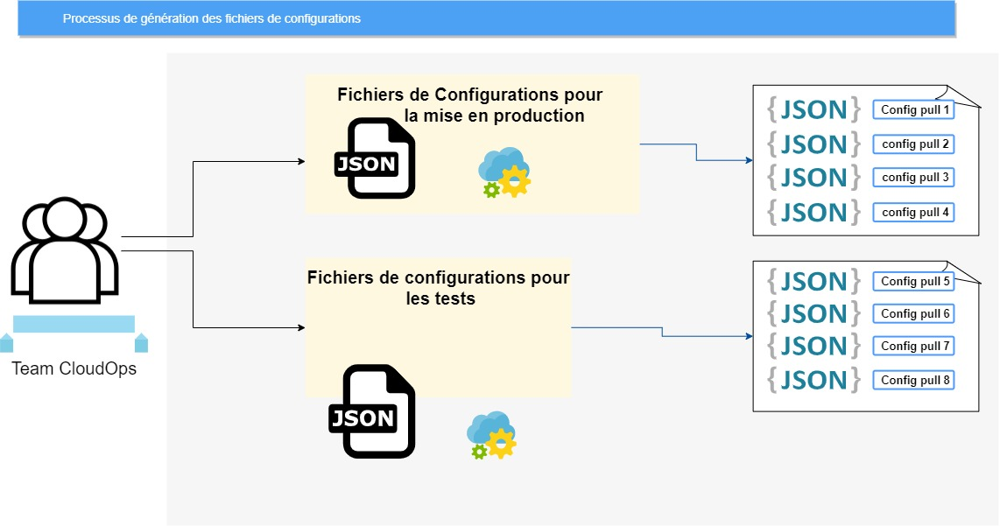 Processus de génération des fichiers de configurations
Fichiers de Configurations pour
la mise en production
JSON
{JSON} Config pull 1
{JSON} config pull 2
{JSON} config pull 3
{JSON} config pull 4
Team CloudOps
Fichiers de configurations pour
les tests
JSON
{JSON} Config pull 5
{JSON} Config pull 6
{JSON} Config pull 7
{JSON} Config pull 8